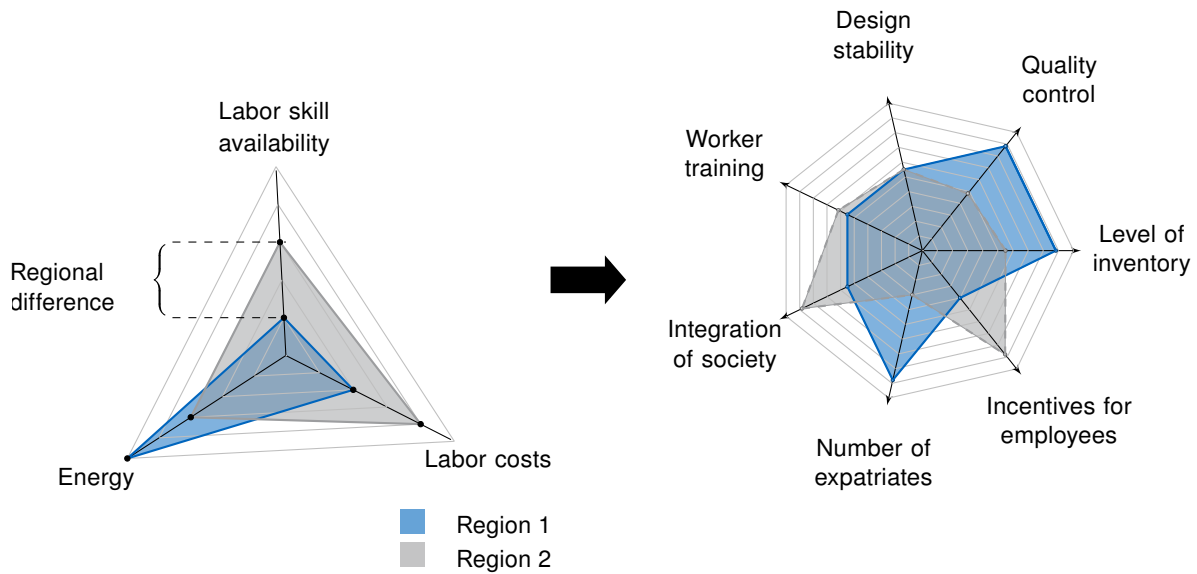 Design
stability
Quality
control
Labor skill
availability
Worker
training
Regional
difference
Level of
inventory
Integration
of society
Incentives for
employees
Number of
expatriates
Labor costs
Energy
Region 1
Region 2